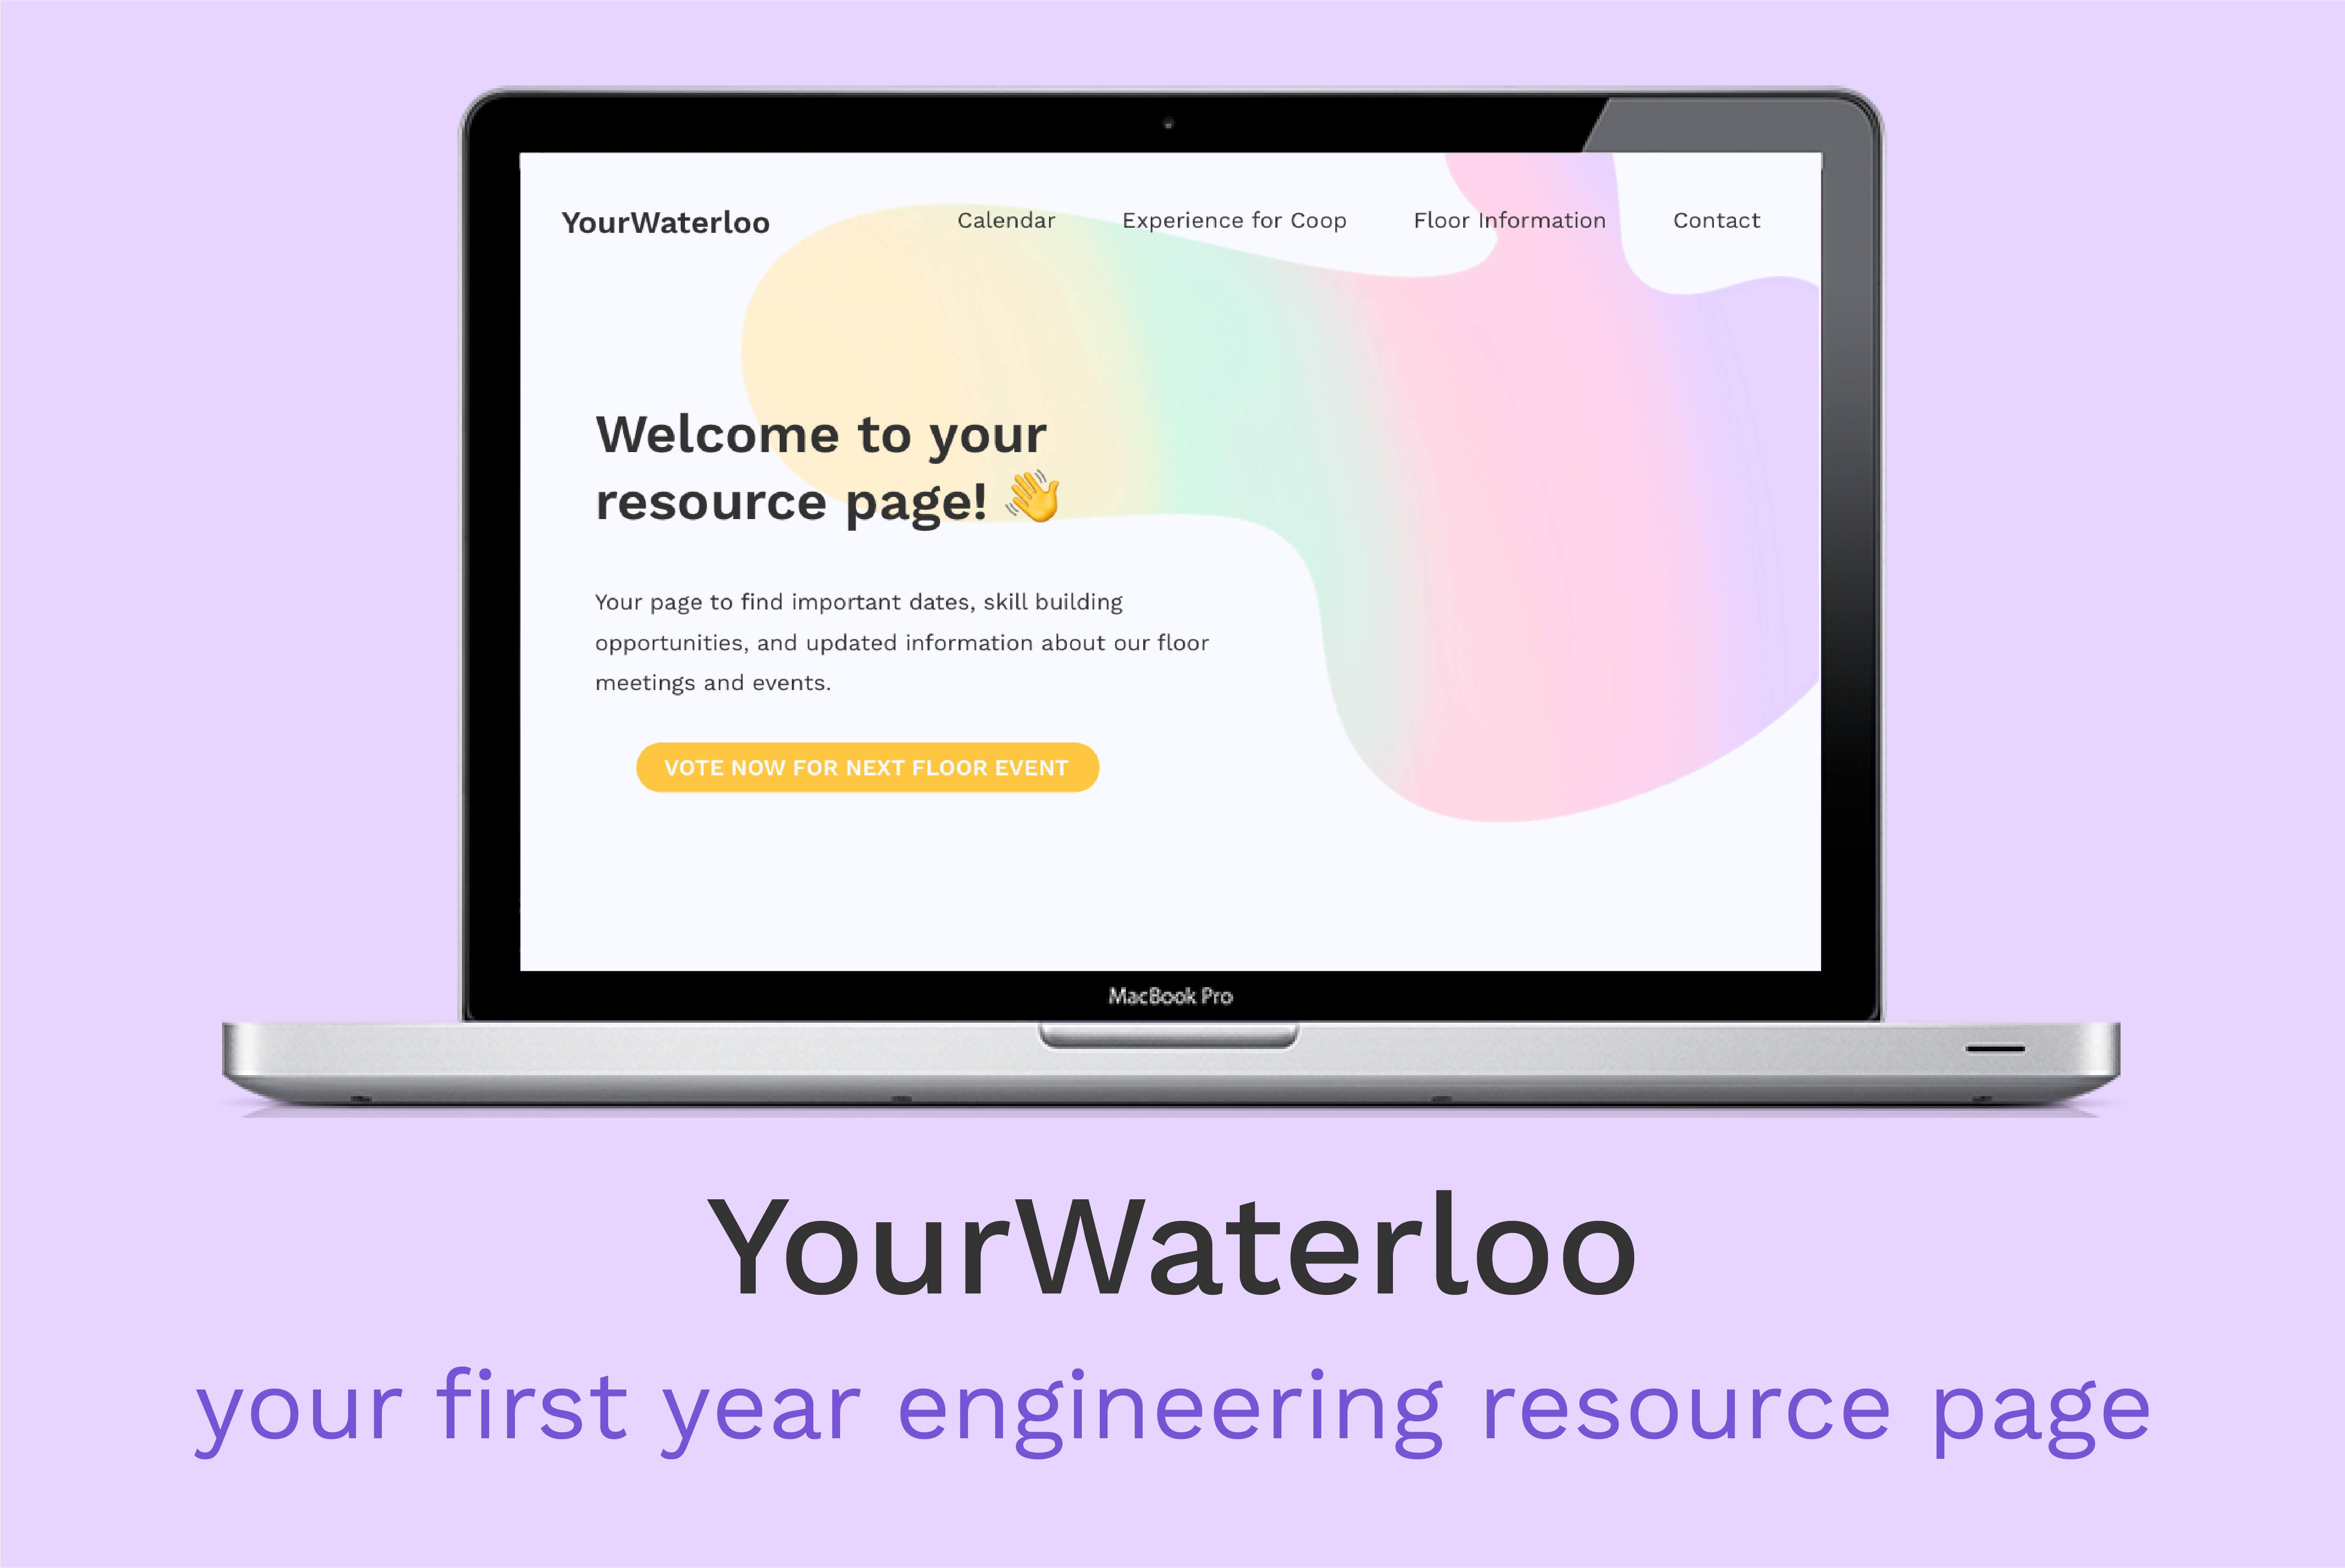 YourWaterloo
Calendar
Experience for Coop
Floor Information
Contact
Welcome to your
resource page! 👋
Your page to find important dates, skill building
opportunities, and updated information about our floor
meetings and events.
VOTE NOW FOR NEXT FLOOR EVENT
MacBook Pro
YourWaterloo
your first year engineering resource page